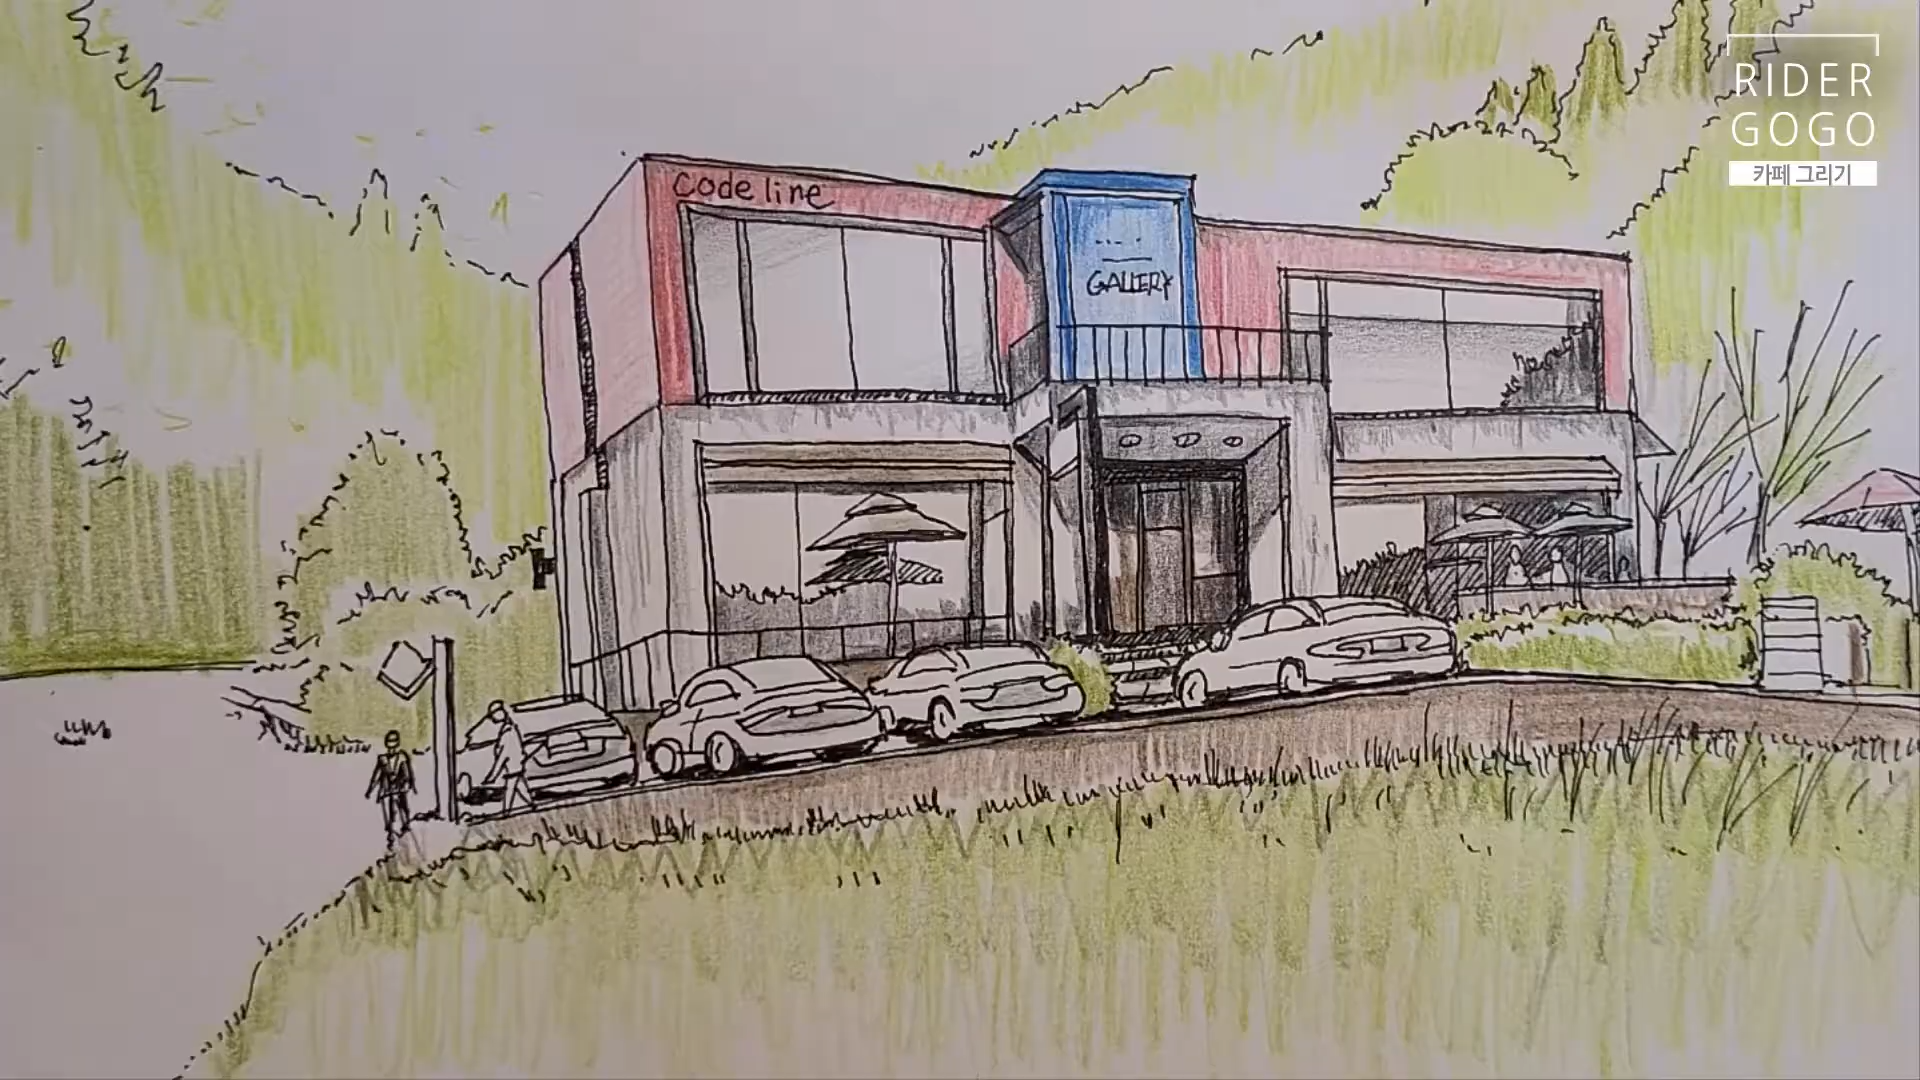 RIDER
GOGO
카페 그리기
code line
GALLERY